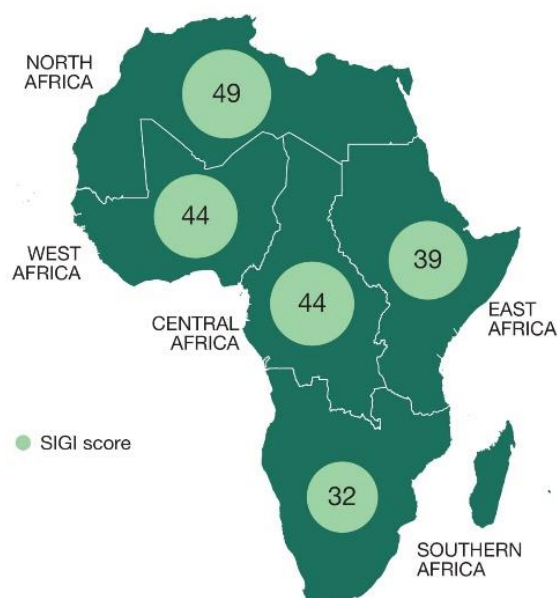 NORTH
AFRICA
49
44
WEST
AFRICA
39
44
CENTRAL
AFRICA
EAST
AFRICA
SIGI score
32
SOUTHERN
AFRICA